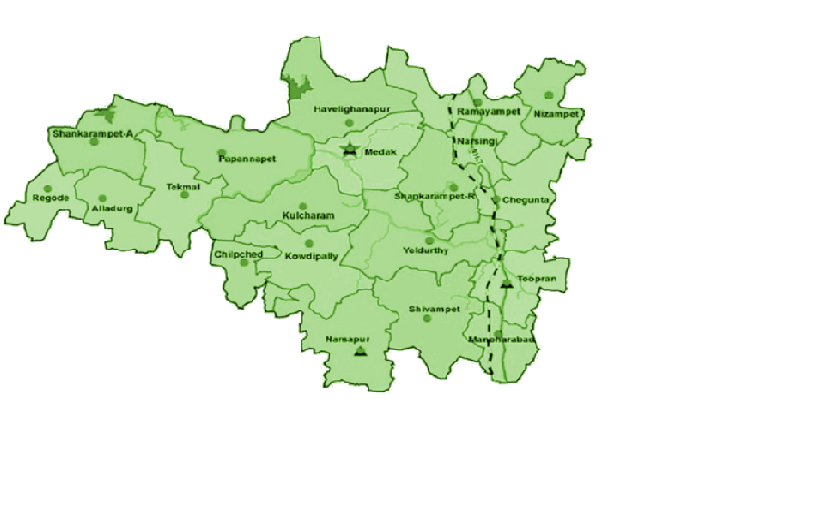 Havelighanapur
Ramayampet
Nizampet
Shankarampet-A
Narsingi
Medak
Papannapet
Tekmal
Regode
Alladurg
Shankarampet-R
Chegunta
Kulcharam
Chilpched
Kowdipally
Yeldurthy
Toopran
Shivampet
Narsapur
Manoharabad